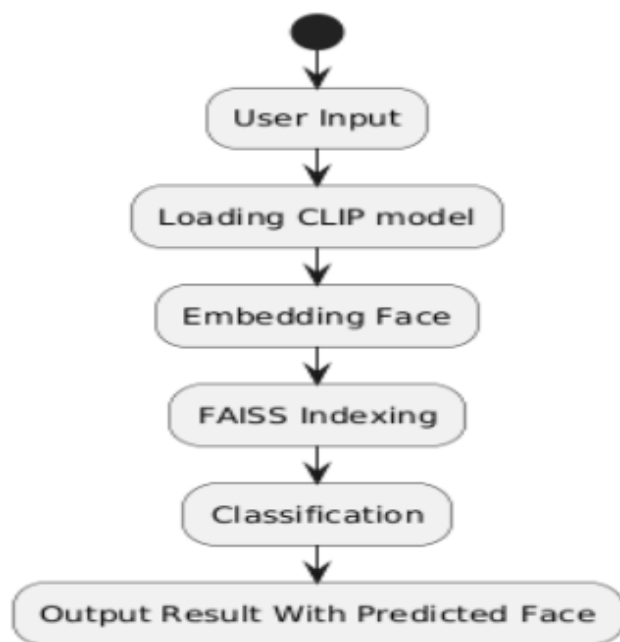 User Input
Loading CLIP model
Embedding Face
FAISS Indexing
Classification
Output Result With Predicted Face